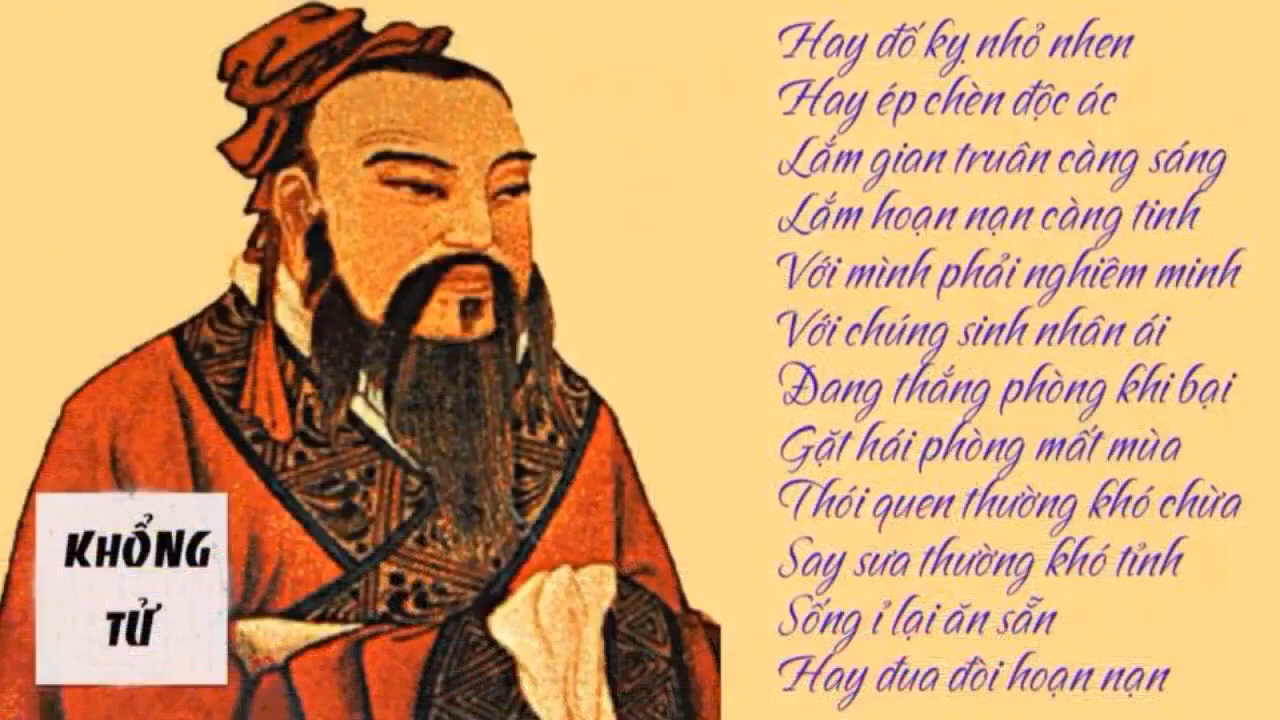 KHỔNG
TỬ
Hay đố kỵ nhỏ nhen
Hay ép chèn độc ác
Lắm gian truân càng sáng
Lắm hoạn nạn càng tinh
Với mình phải nghiêm minh
Với chúng sinh nhân ái
Đang thắng phòng khi bại
Gặt hái phòng mất mùa
Thói quen thường khó chừa
Say sưa thường khó tỉnh
Sống ỉ lại ăn sẵn
Hay đua đòi hoạn nạn